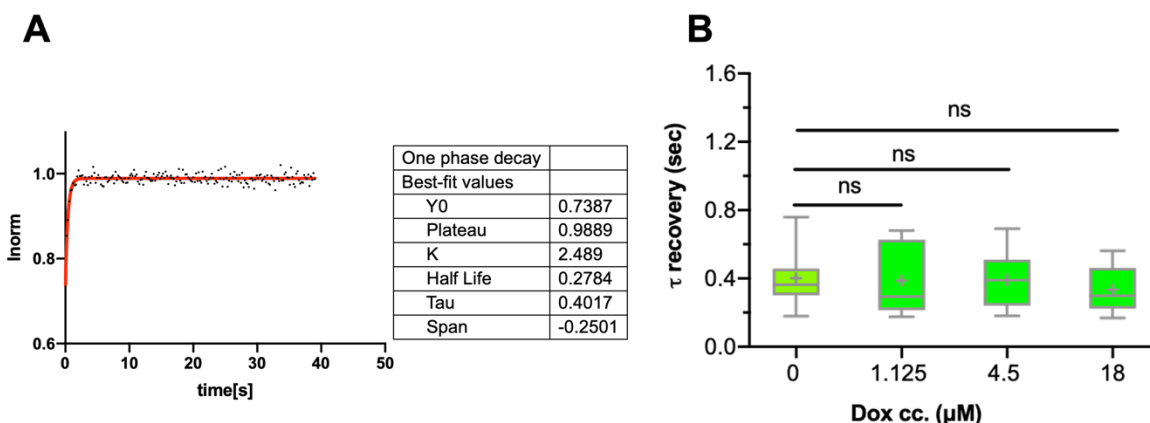 A
Inorm
1.0
0.8
0.6
0 10 20 30 40 50
time[s]
One phase decay
Best-fit values
Y0 0.7387
Plateau 0.9889
K 2.489
Half Life 0.2784
Tau 0.4017
Span -0.2501
B
τ recovery (sec)
1.6
1.2
0.8
0.4
0.0
ns
ns
ns
0 1.125 4.5 18
Dox cc. (µM)